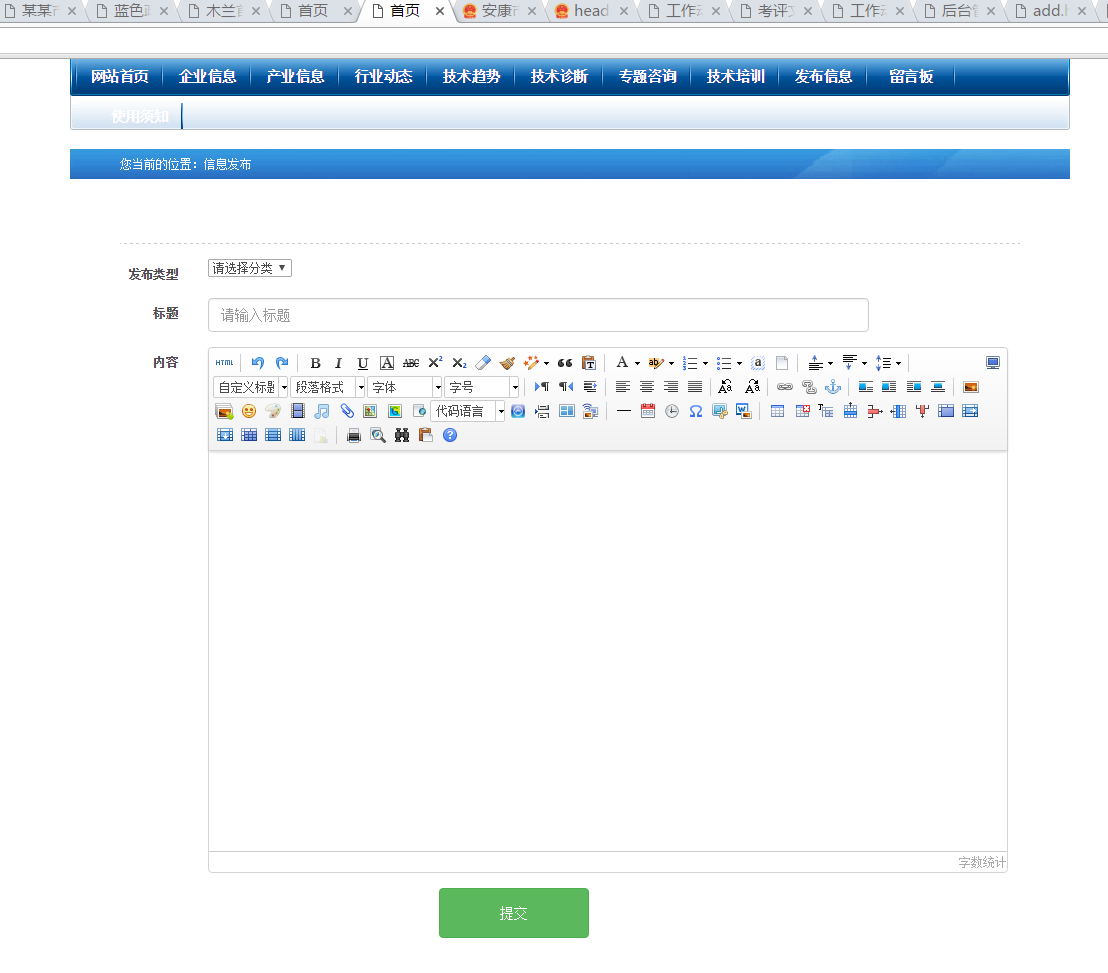 某某 蓝色 木兰 首页 首页 安康 head 工作 考评 工作 后台 add.
网站首页 企业信息 产业信息 行业动态 技术趋势 技术诊断 专题咨询 技术培训 发布信息 留言板
使用须知
您当前的位置：信息发布
发布类型 请选择分类
标题 请输入标题
内容 HTML B I U A ABC X² X₂ A ab a
自定义标题 段落格式 字体 字号
代码语言
字数统计
提交